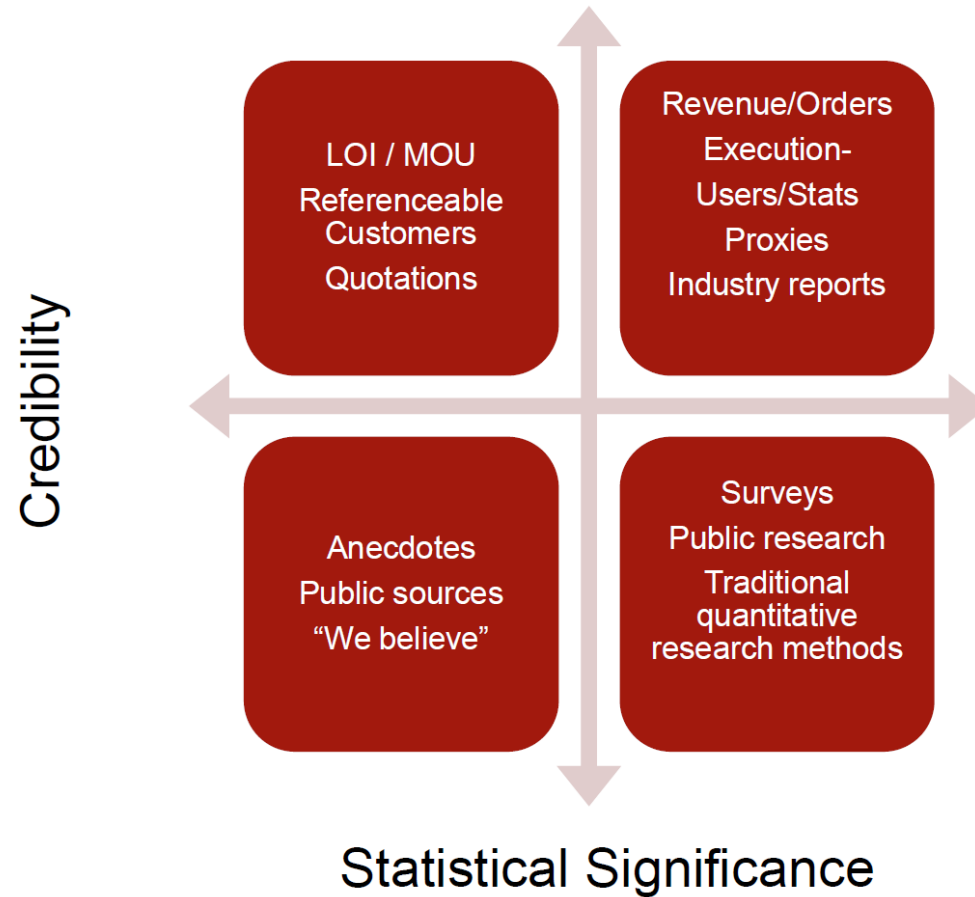 LOI / MOU
Referenceable
Customers
Quotations
Revenue/Orders
Execution-
Users/Stats
Proxies
Industry reports
Credibility
Anecdotes
Public sources
“We believe”
Surveys
Public research
Traditional
quantitative
research methods
Statistical Significance